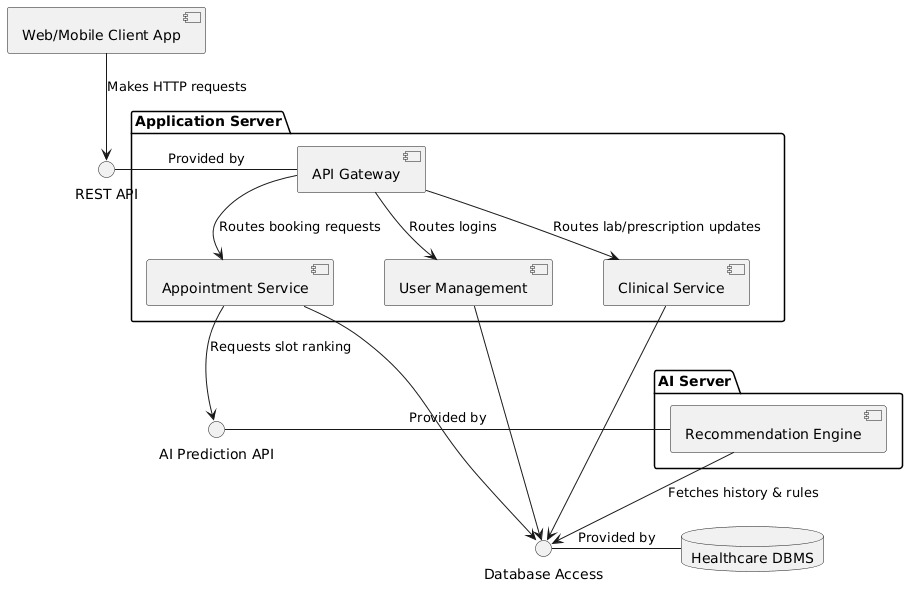 Web/Mobile Client App
Makes HTTP requests
Application Server
Provided by
API Gateway
REST API
Routes booking requests
Routes logins
Routes lab/prescription updates
Appointment Service
User Management
Clinical Service
Requests slot ranking
AI Server
Provided by
Recommendation Engine
AI Prediction API
Fetches history & rules
Provided by
Healthcare DBMS
Database Access